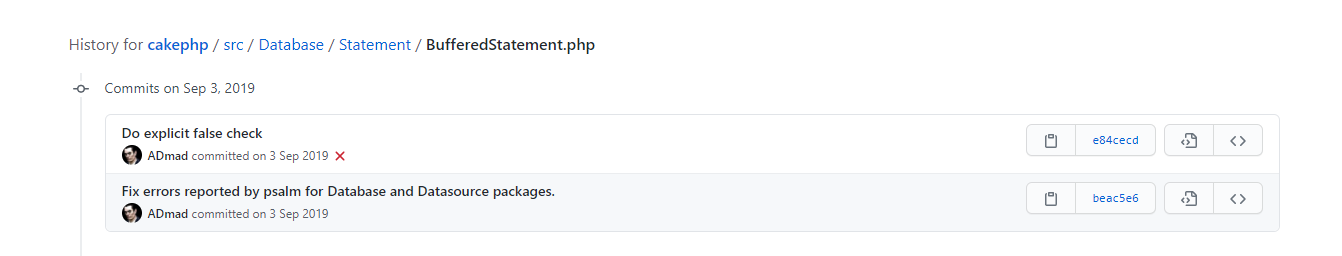 History for cakephp / src / Database / Statement / BufferedStatement.php
Commits on Sep 3, 2019
Do explicit false check
e84cecd
ADmad committed on 3 Sep 2019
Fix errors reported by psalm for Database and Datasource packages.
beac5e6
ADmad committed on 3 Sep 2019